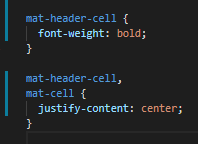 mat-header-cell {
  font-weight: bold;
}
mat-header-cell,
mat-cell {
  justify-content: center;
}